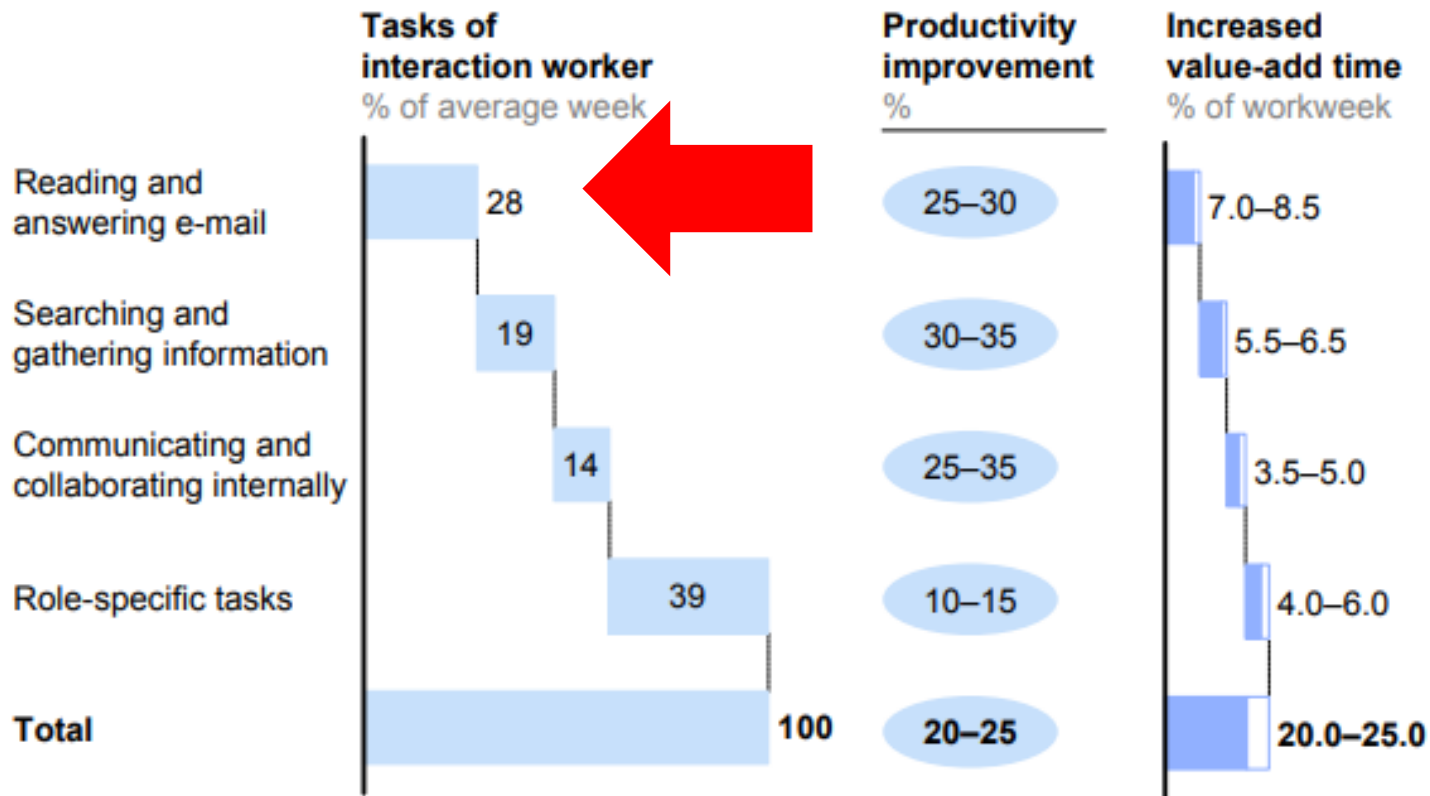 Tasks of
interaction worker
% of average week
Productivity
improvement
%
Increased
value-add time
% of workweek
Reading and
answering e-mail
28
25–30
7.0–8.5
Searching and
gathering information
19
30–35
5.5–6.5
Communicating and
collaborating internally
14
25–35
3.5–5.0
Role-specific tasks
39
10–15
4.0–6.0
Total
100
20–25
20.0–25.0